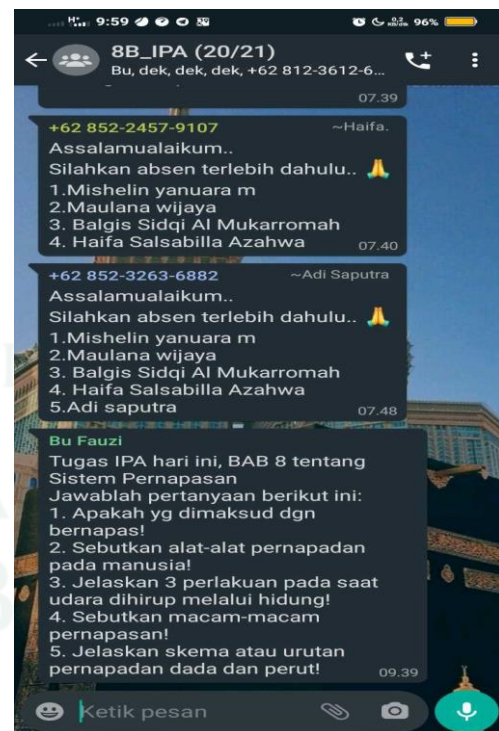 9:59
0,2
KB/s
96%
8B_IPA (20/21)
Bu, dek, dek, dek, +62 812-3612-6...
07.39
+62 852-2457-9107 ~Haifa.
Assalamualaikum..
Silahkan absen terlebih dahulu.. 🙏
1.Mishelin yanuara m
2.Maulana wijaya
3. Balgis Sidqi Al Mukarromah
4. Haifa Salsabilla Azahwa 07.40
+62 852-3263-6882 ~Adi Saputra
Assalamualaikum..
Silahkan absen terlebih dahulu.. 🙏
1.Mishelin yanuara m
2.Maulana wijaya
3. Balgis Sidqi Al Mukarromah
4. Haifa Salsabilla Azahwa
5.Adi saputra 07.48
Bu Fauzi
Tugas IPA hari ini, BAB 8 tentang
Sistem Pernapasan
Jawablah pertanyaan berikut ini:
1. Apakah yg dimaksud dgn
bernapas!
2. Sebutkan alat-alat pernapadan
pada manusia!
3. Jelaskan 3 perlakuan pada saat
udara dihirup melalui hidung!
4. Sebutkan macam-macam
pernapasan!
5. Jelaskan skema atau urutan
pernapadan dada dan perut! 09.39
Ketik pesan